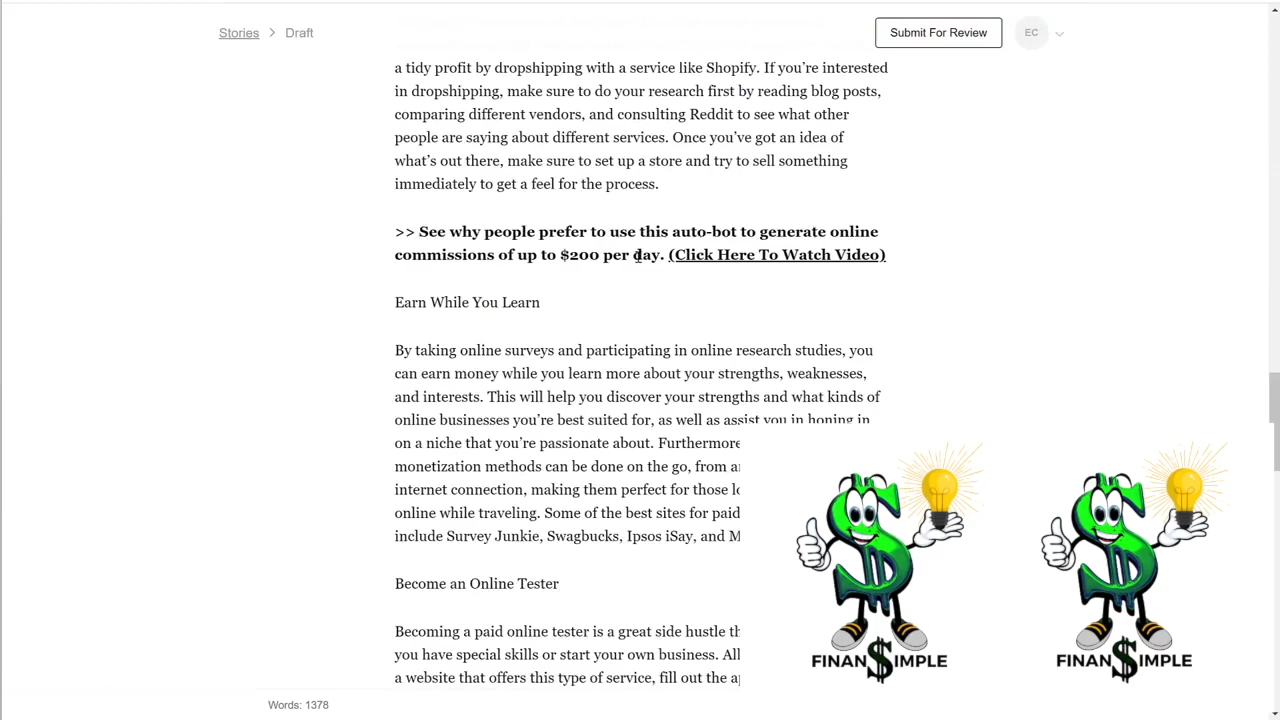 Stories > Draft
Submit For Review
EC
a tidy profit by dropshipping with a service like Shopify. If you're interested
in dropshipping, make sure to do your research first by reading blog posts,
comparing different vendors, and consulting Reddit to see what other
people are saying about different services. Once you've got an idea of
what's out there, make sure to set up a store and try to sell something
immediately to get a feel for the process.
>> See why people prefer to use this auto-bot to generate online
commissions of up to $200 per day. (Click Here To Watch Video)
Earn While You Learn
By taking online surveys and participating in online research studies, you
can earn money while you learn more about your strengths, weaknesses,
and interests. This will help you discover your strengths and what kinds of
online businesses you're best suited for, as well as assist you in honing in
on a niche that you're passionate about. Furthermore
monetization methods can be done on the go, from a
internet connection, making them perfect for those l
online while traveling. Some of the best sites for paid
include Survey Junkie, Swagbucks, Ipsos iSay, and M
Become an Online Tester
Becoming a paid online tester is a great side hustle th
you have special skills or start your own business. All
a website that offers this type of service, fill out the a
FINAN$IMPLE
FINAN$IMPLE
Words: 1378